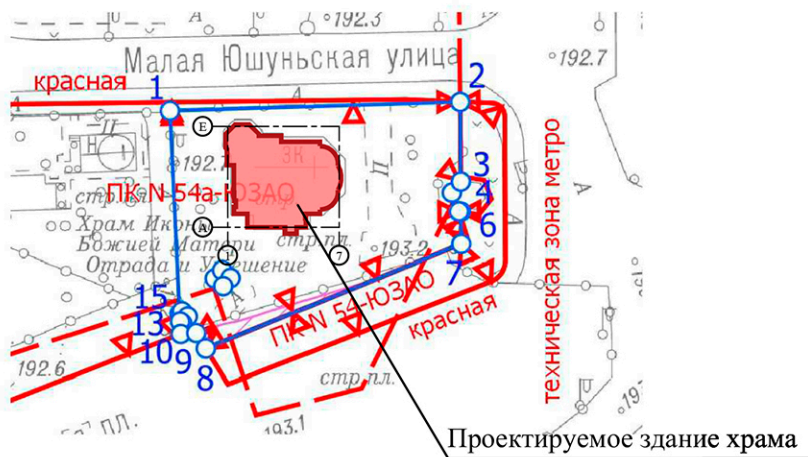 192.3
Малая Юшуньская улица
192.7
красная
1
2
А
А
Е
Н
П
192.7
ЗК
П
3
4
ПК N 54а-ЮЗАО
стр.пл.
6
Храм Иконы
А
Божией Матери
стр.пл.
193.2
7
Отрада и Утешение
1
7
техническая зона метро
15
13
10
9
8
ПК N 54-ЮЗАО
красная
192.6
стр.пл.
пл.
193.1
Проектируемое здание храма